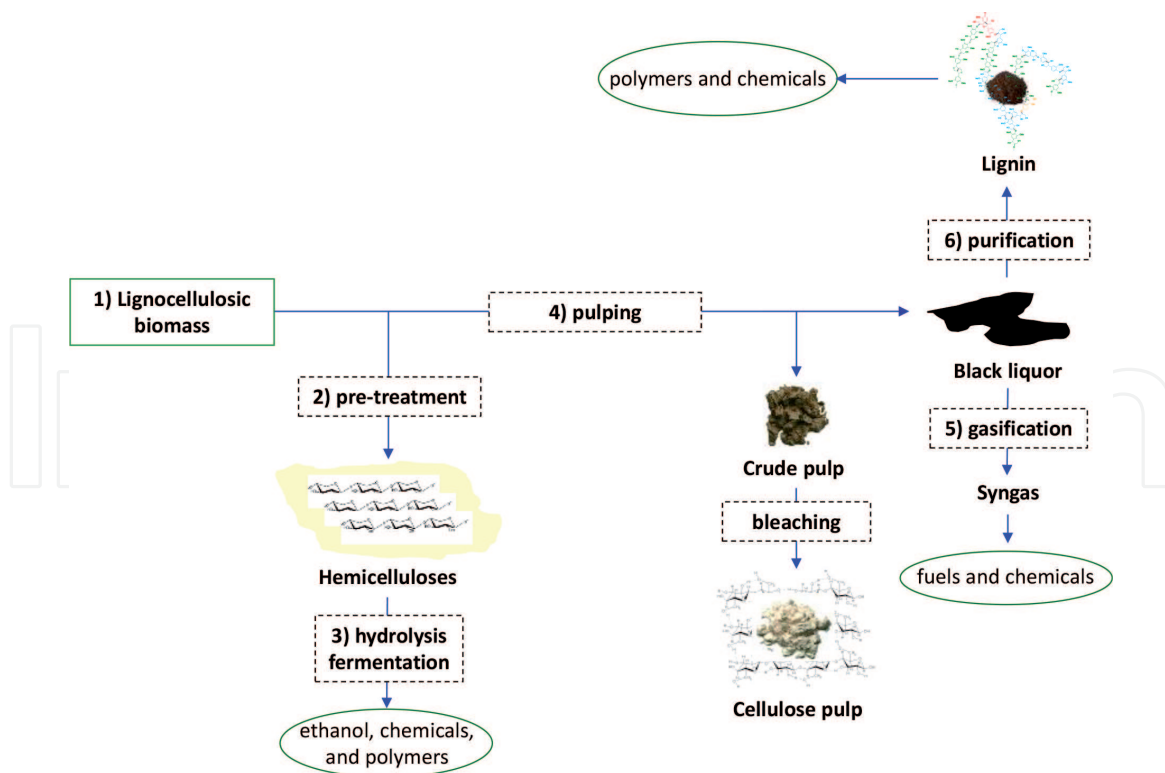 polymers and chemicals
Lignin
6) purification
1) Lignocellulosic
biomass
4) pulping
Black liquor
2) pre-treatment
5) gasification
Crude pulp
Syngas
bleaching
Hemicelluloses
fuels and chemicals
3) hydrolysis
fermentation
Cellulose pulp
ethanol, chemicals,
and polymers